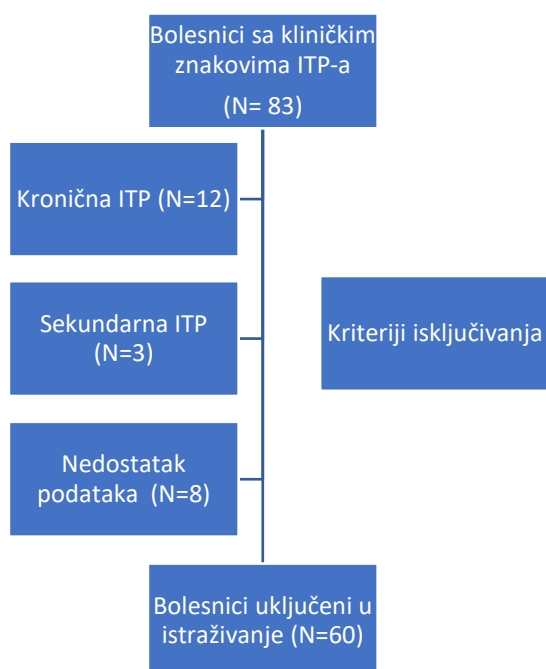 Bolesnici sa kliničkim
znakovima ITP-a
(N= 83)
Kronična ITP (N=12)
Sekundarna ITP
(N=3)
Kriteriji isključivanja
Nedostatak
podataka  (N=8)
Bolesnici uključeni u
istraživanje (N=60)